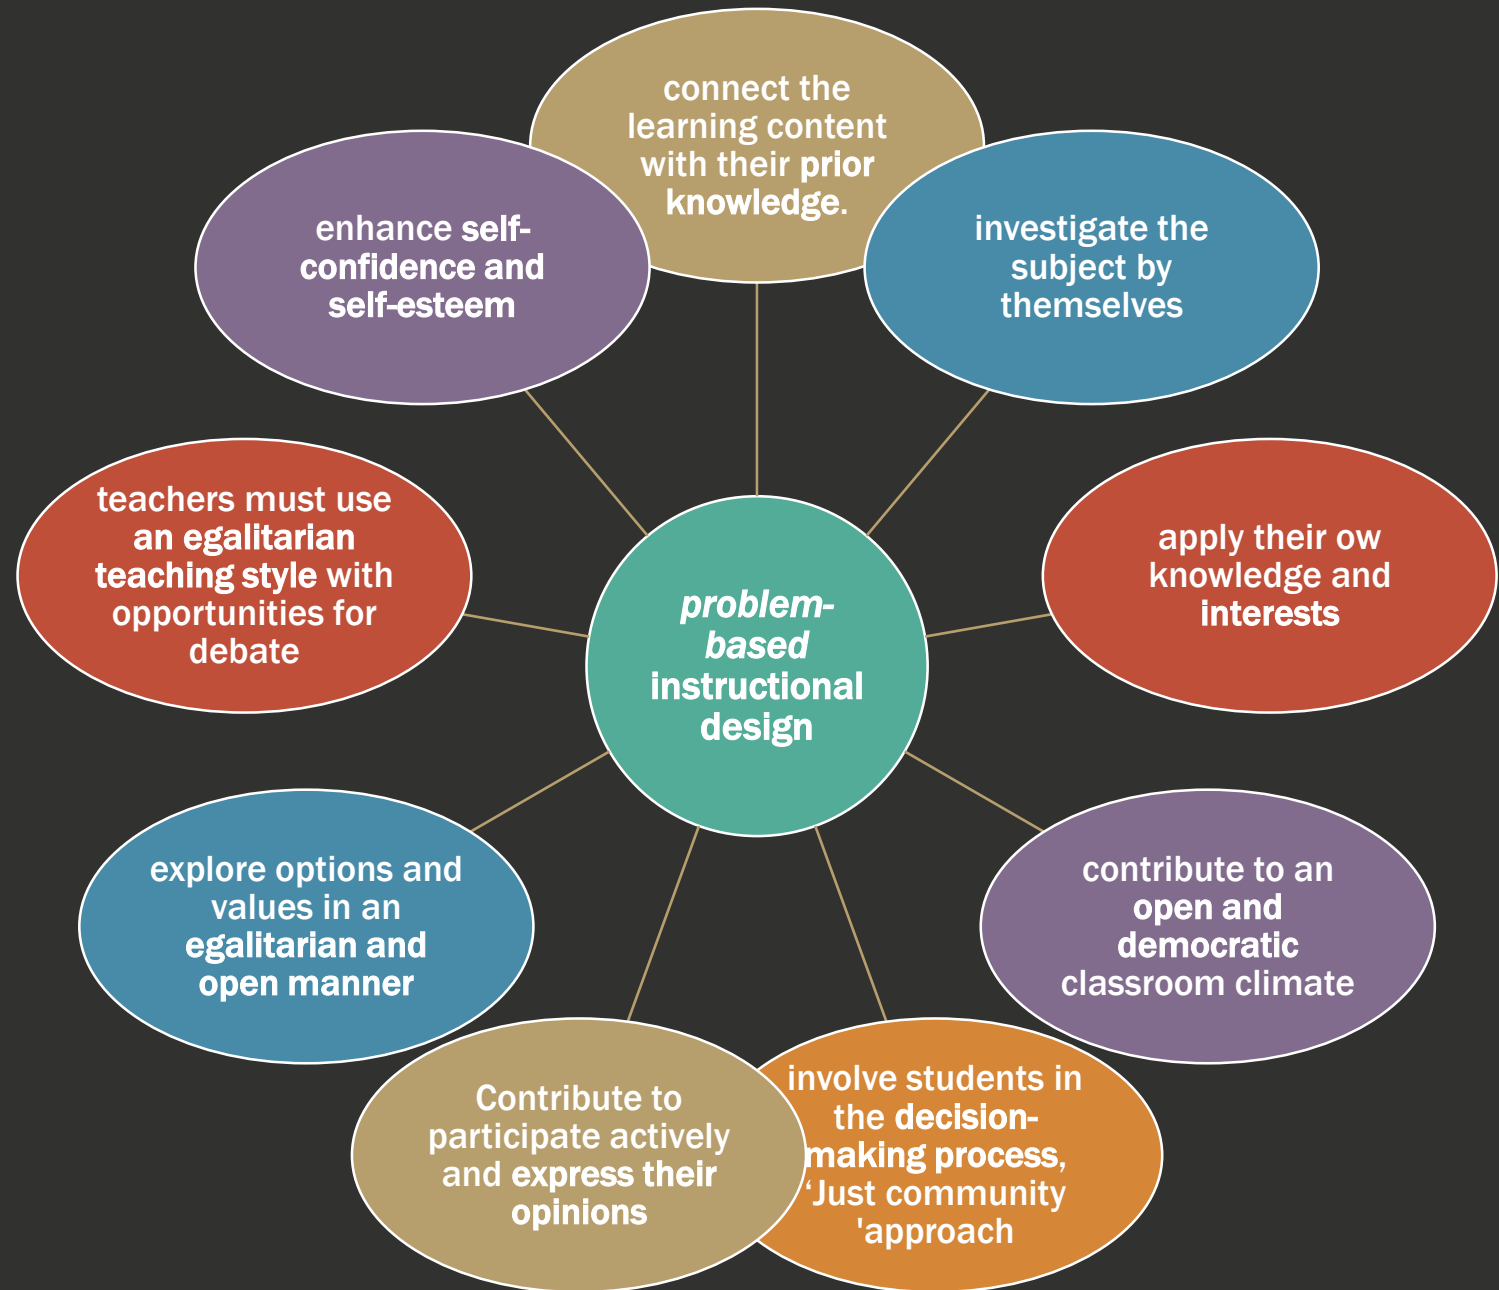 connect the
learning content
with their prior
knowledge.
investigate the
subject by
themselves
apply their ow
knowledge and
interests
contribute to an
open and
democratic
classroom climate
involve students in
the decision-
making process,
‘Just community
'approach
Contribute to
participate actively
and express their
opinions
explore options and
values in an
egalitarian and
open manner
teachers must use
an egalitarian
teaching style with
opportunities for
debate
enhance self-
confidence and
self-esteem
problem-
based
instructional
design